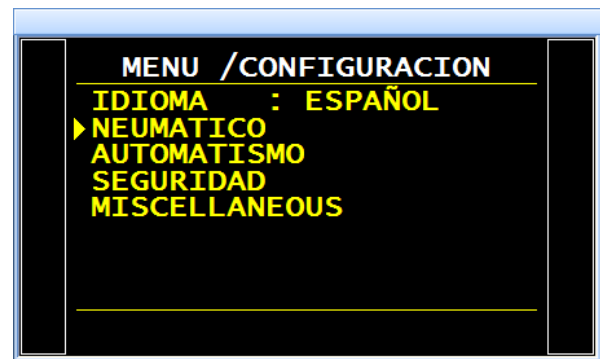 MENU /CONFIGURACION
IDIOMA : ESPAÑOL
NEUMATICO
AUTOMATISMO
SEGURIDAD
MISCELLANEOUS